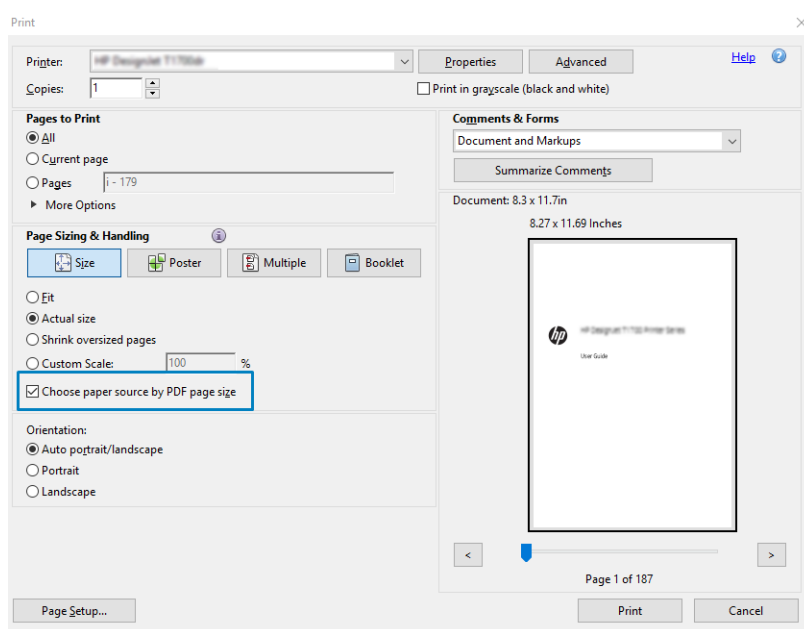 Print
Printer:
Properties
Advanced
Help
?
Copies:
1
Print in grayscale (black and white)
Pages to Print
All
Current page
Pages
i - 179
More Options
Comments & Forms
Document and Markups
Summarize Comments
Page Sizing & Handling
i
Size
Poster
Multiple
Booklet
Fit
Actual size
Shrink oversized pages
Custom Scale:
100
%
Choose paper source by PDF page size
Orientation:
Auto portrait/landscape
Portrait
Landscape
Document: 8.3 x 11.7in
8.27 x 11.69 Inches
hp
User Guide
<
>
Page 1 of 187
Page Setup...
Print
Cancel